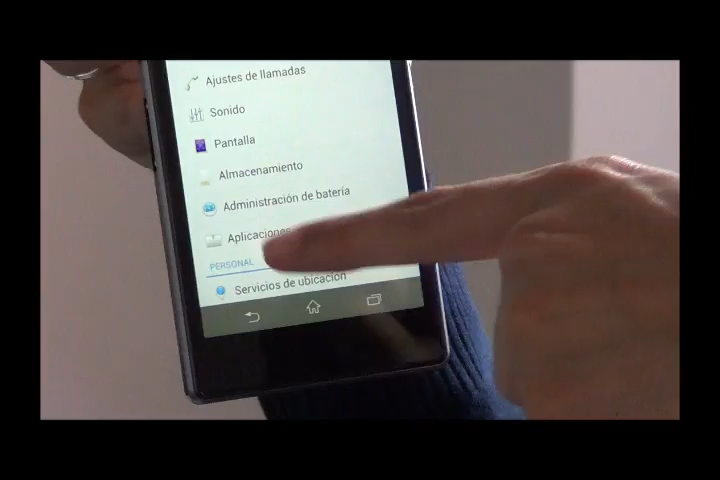 Ajustes de llamadas
Sonido
Pantalla
Almacenamiento
Administración de batería
Aplicaciones
PERSONAL
Servicios de ubicación